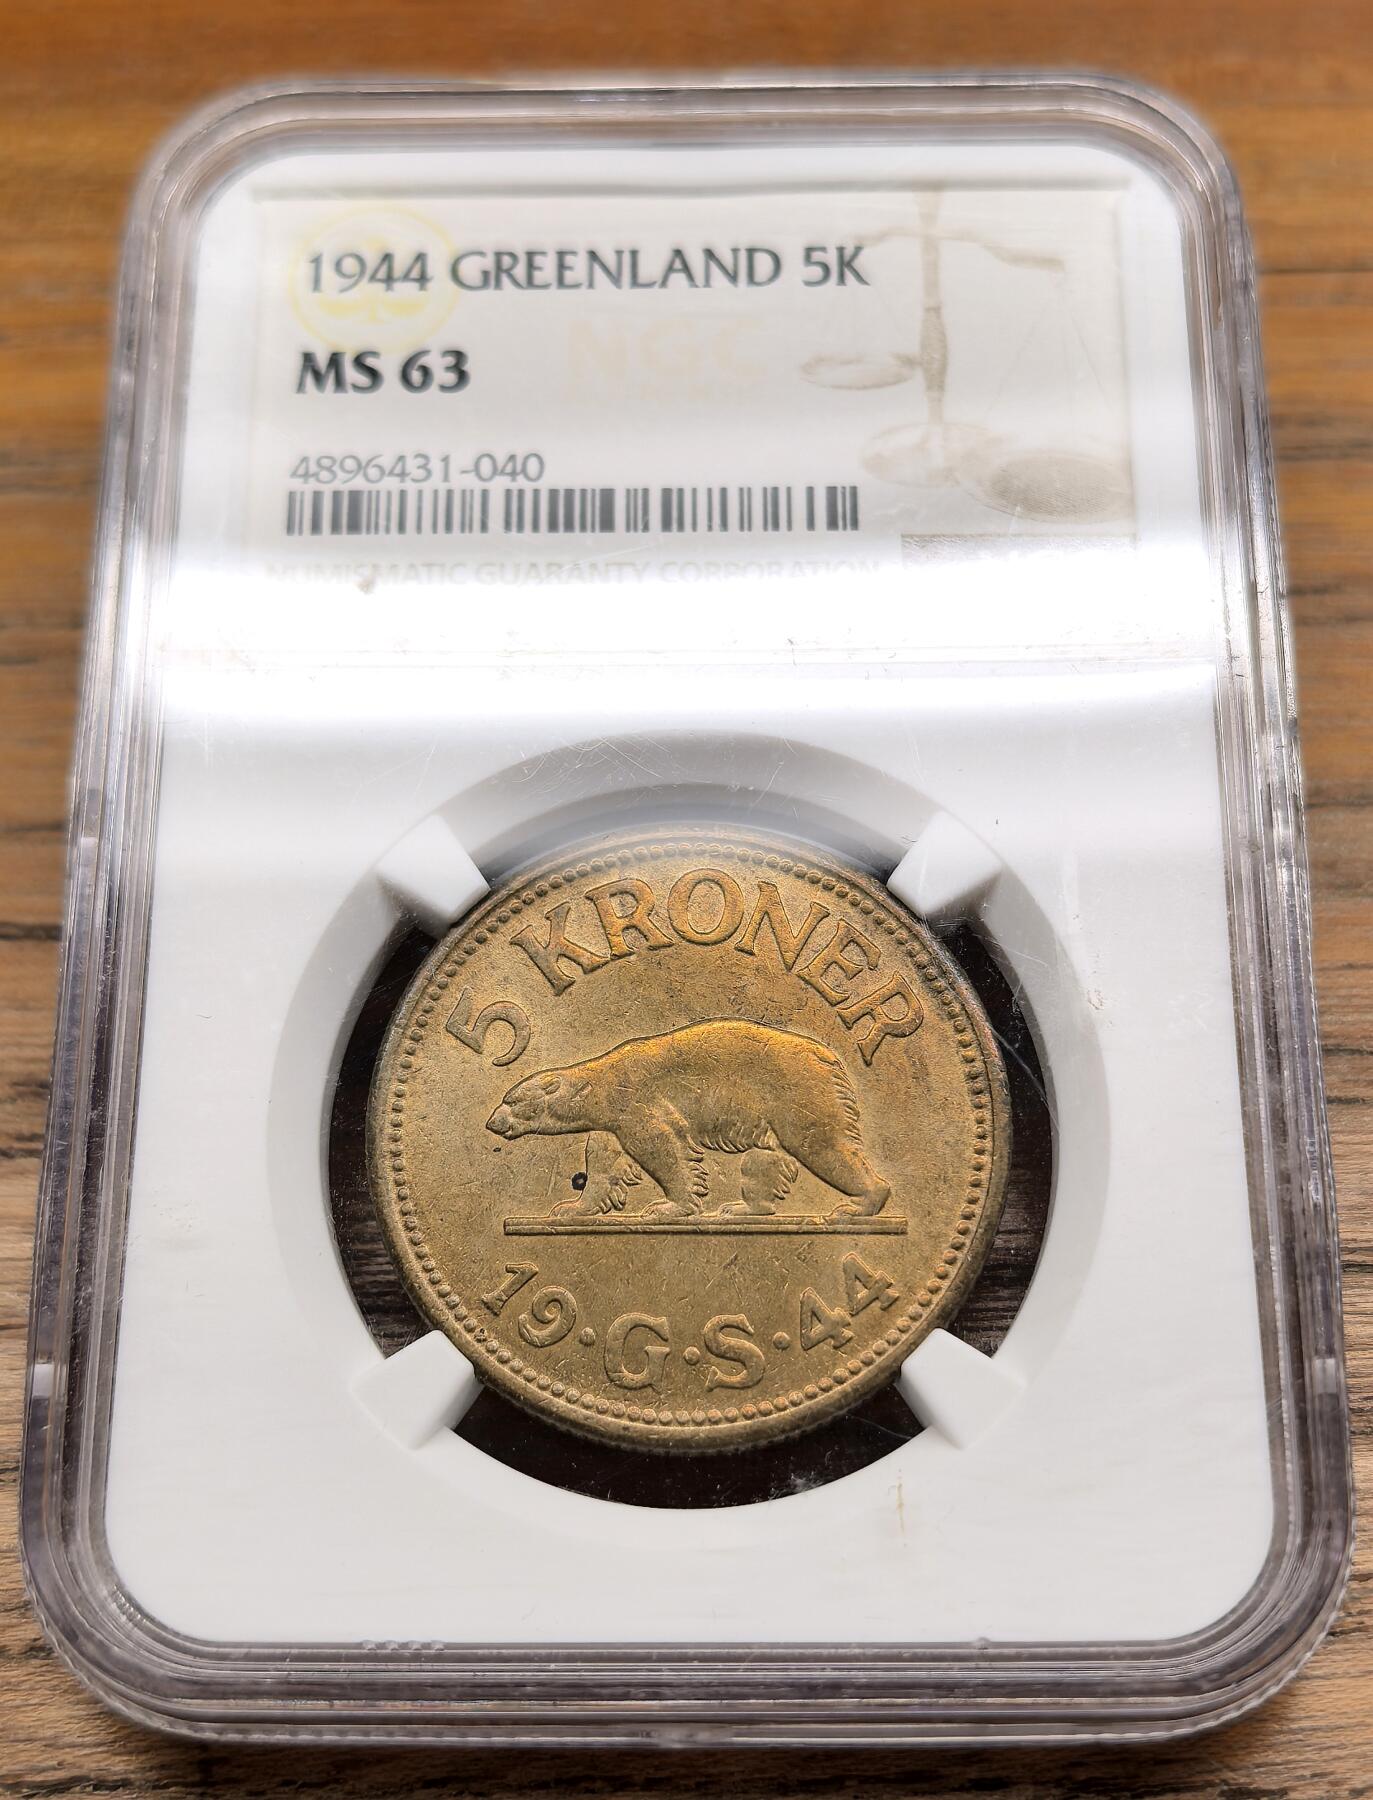 1944 GREENLAND 5K
NGC
MS 63
4896431-040
NUMISMATIC GUARANTY CORPORATION
5 KRONER
19·G·S·44